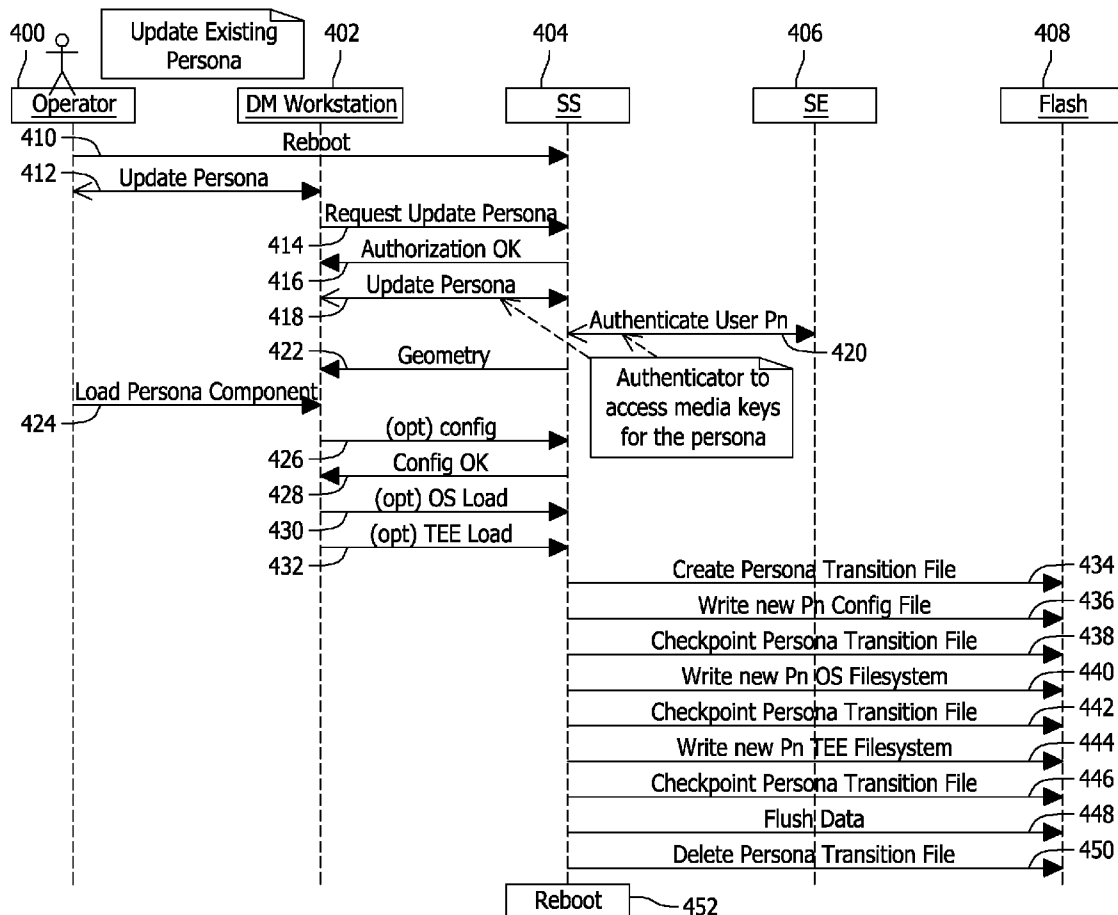 400
Update Existing
Persona
402
404
406
408
Operator
DM Workstation
SS
SE
Flash
410
Reboot
412
Update Persona
Request Update Persona
414
Authorization OK
416
Update Persona
418
Authenticate User Pn
420
422
Geometry
Authenticator to
access media keys
for the persona
Load Persona Component
424
(opt) config
426
Config OK
428
(opt) OS Load
430
(opt) TEE Load
432
Create Persona Transition File
434
Write new Pn Config File
436
Checkpoint Persona Transition File
438
Write new Pn OS Filesystem
440
Checkpoint Persona Transition File
442
Write new Pn TEE Filesystem
444
Checkpoint Persona Transition File
446
Flush Data
448
Delete Persona Transition File
450
Reboot
452